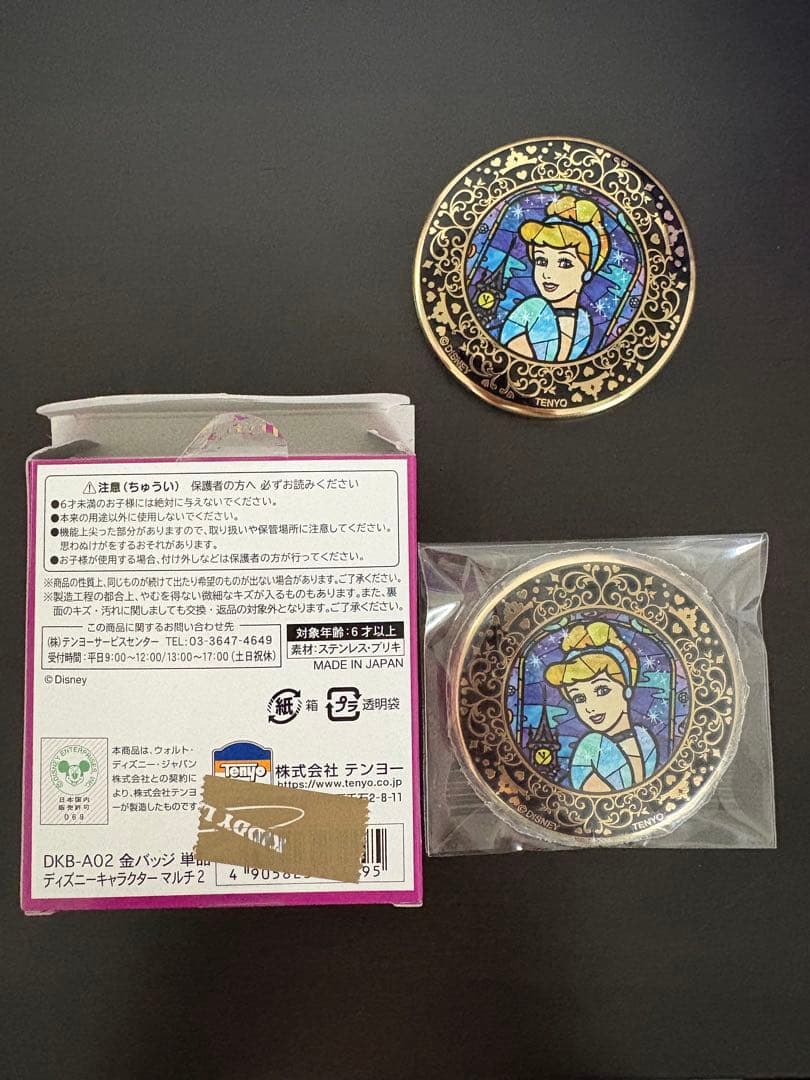 ©DISNEY
TENYO
⚠注意(ちゅうい) 保護者の方へ 必ずお読みください
●6才未満のお子様には絶対に与えないでください。
●本来の用途以外に使用しないでください。
●機能上尖った部分がありますので、取り扱いや保管場所に注意してください。
思わぬけがをするおそれがあります。
●お子様が使用する場合、付け外しなどは保護者の方が行ってください。
※商品の性質上、同じものが続けて出たり希望のものが出ない場合があります。ご了承ください。
※製造工程の都合上、やむを得ない微細なキズが入るものもあります。また、裏
面のキズ・汚れに関しましても交換・返品の対象外となります。ご了承ください。
この商品に関するお問い合わせ先
(株)テンヨーサービスセンター TEL:03-3647-4649
受付時間:平日9:00~12:00/13:00~17:00(土日祝休)
対象年齢:6才以上
素材:ステンレス・ブリキ
MADE IN JAPAN
©Disney
紙 箱 プラ 透明袋
©DISNEY ENTERPRISES, INC.
日本国内
販売許可
069
本商品は、ウォルト・
ディズニー・ジャパン
株式会社との契約に
より、株式会社テンヨ
ーが製造したものです
Tenyo
株式会社 テンヨー
https://www.tenyo.co.jp
石2-8-11
DKB-A02 金バッジ 単品
ディズニーキャラクター マルチ2
©DISNEY
TENYO